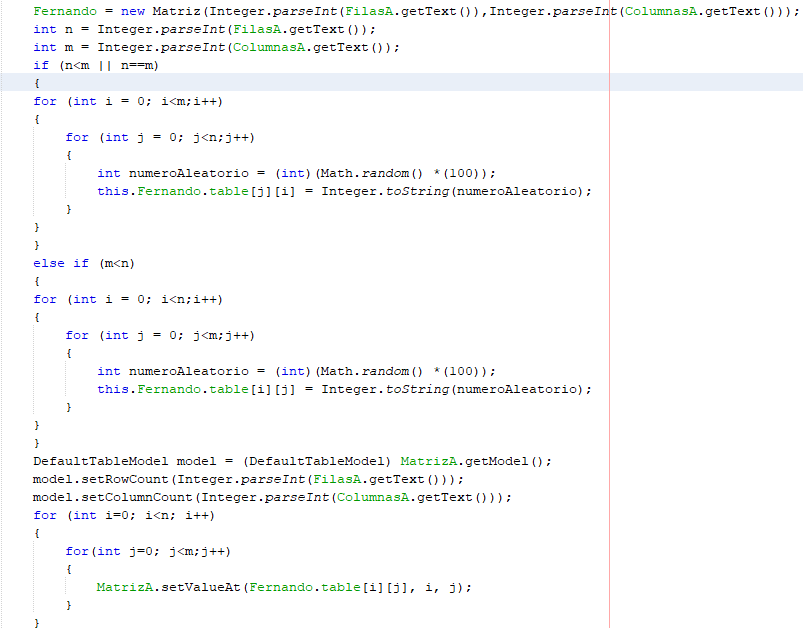 Fernando = new Matriz(Integer.parseInt(FilasA.getText()),Integer.parseInt(ColumnasA.getText()));
int n = Integer.parseInt(FilasA.getText());
int m = Integer.parseInt(ColumnasA.getText());
if (n<m || n==m)
{
for (int i = 0; i<m;i++)
{
    for (int j = 0; j<n;j++)
    {
        int numeroAleatorio = (int)(Math.random() *(100));
        this.Fernando.table[j][i] = Integer.toString(numeroAleatorio);
    }
}
}
else if (m<n)
{
for (int i = 0; i<n;i++)
{
    for (int j = 0; j<m;j++)
    {
        int numeroAleatorio = (int)(Math.random() *(100));
        this.Fernando.table[i][j] = Integer.toString(numeroAleatorio);
    }
}
}
DefaultTableModel model = (DefaultTableModel) MatrizA.getModel();
model.setRowCount(Integer.parseInt(FilasA.getText()));
model.setColumnCount(Integer.parseInt(ColumnasA.getText()));
for (int i=0; i<n; i++)
{
    for(int j=0; j<m;j++)
    {
        MatrizA.setValueAt(Fernando.table[i][j], i, j);
    }
}